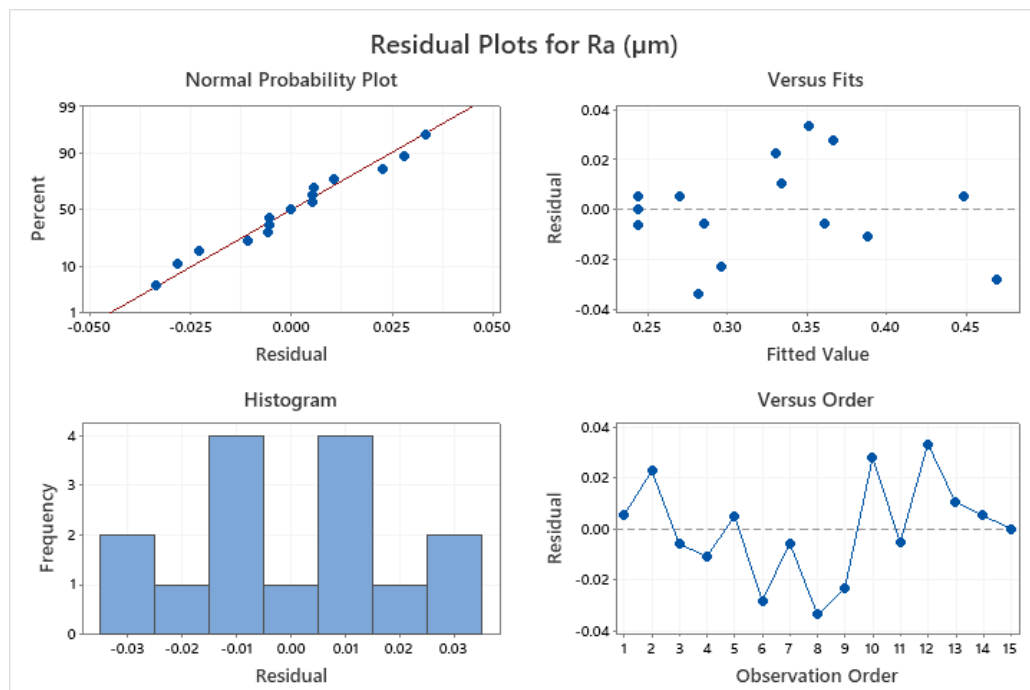 Residual Plots for Ra (µm)
Normal Probability Plot
99
90
50
10
1
Percent
-0.050 -0.025 0.000 0.025 0.050
Residual
Versus Fits
0.04
0.02
0.00
-0.02
-0.04
Residual
0.25 0.30 0.35 0.40 0.45
Fitted Value
Histogram
4
3
2
1
0
Frequency
-0.03 -0.02 -0.01 0.00 0.01 0.02 0.03
Residual
Versus Order
0.04
0.02
0.00
-0.02
-0.04
Residual
1 2 3 4 5 6 7 8 9 10 11 12 13 14 15
Observation Order